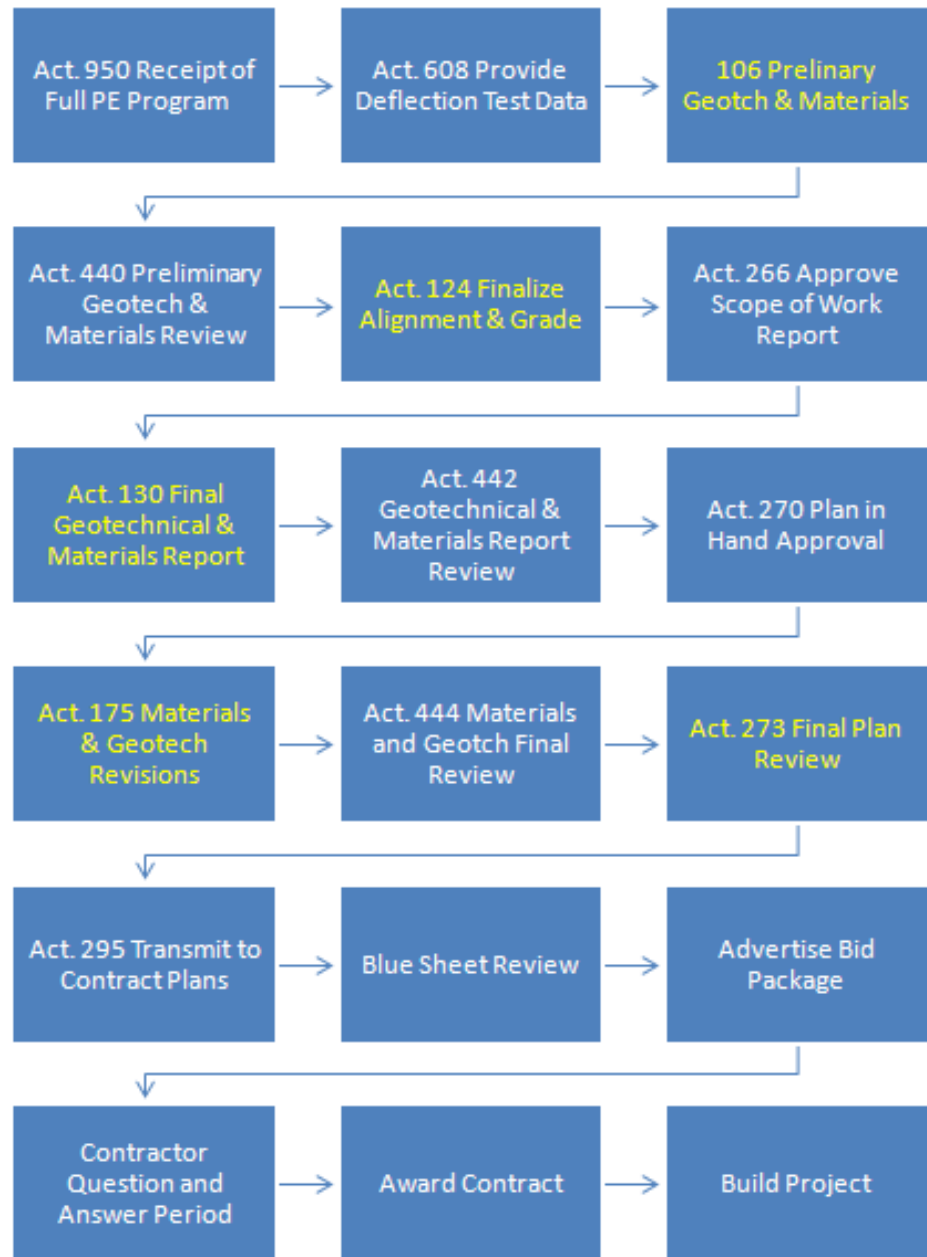 Act. 950 Receipt of
Full PE Program
Act. 608 Provide
Deflection Test Data
106 Prelinary
Geotch & Materials
Act. 440 Preliminary
Geotech &
Materials Review
Act. 124 Finalize
Alignment & Grade
Act. 266 Approve
Scope of Work
Report
Act. 130 Final
Geotechnical &
Materials Report
Act. 442
Geotechnical &
Materials Report
Review
Act. 270 Plan in
Hand Approval
Act. 175 Materials
& Geotech
Revisions
Act. 444 Materials
and Geotch Final
Review
Act. 273 Final Plan
Review
Act. 295 Transmit to
Contract Plans
Blue Sheet Review
Advertise Bid
Package
Contractor
Question and
Answer Period
Award Contract
Build Project